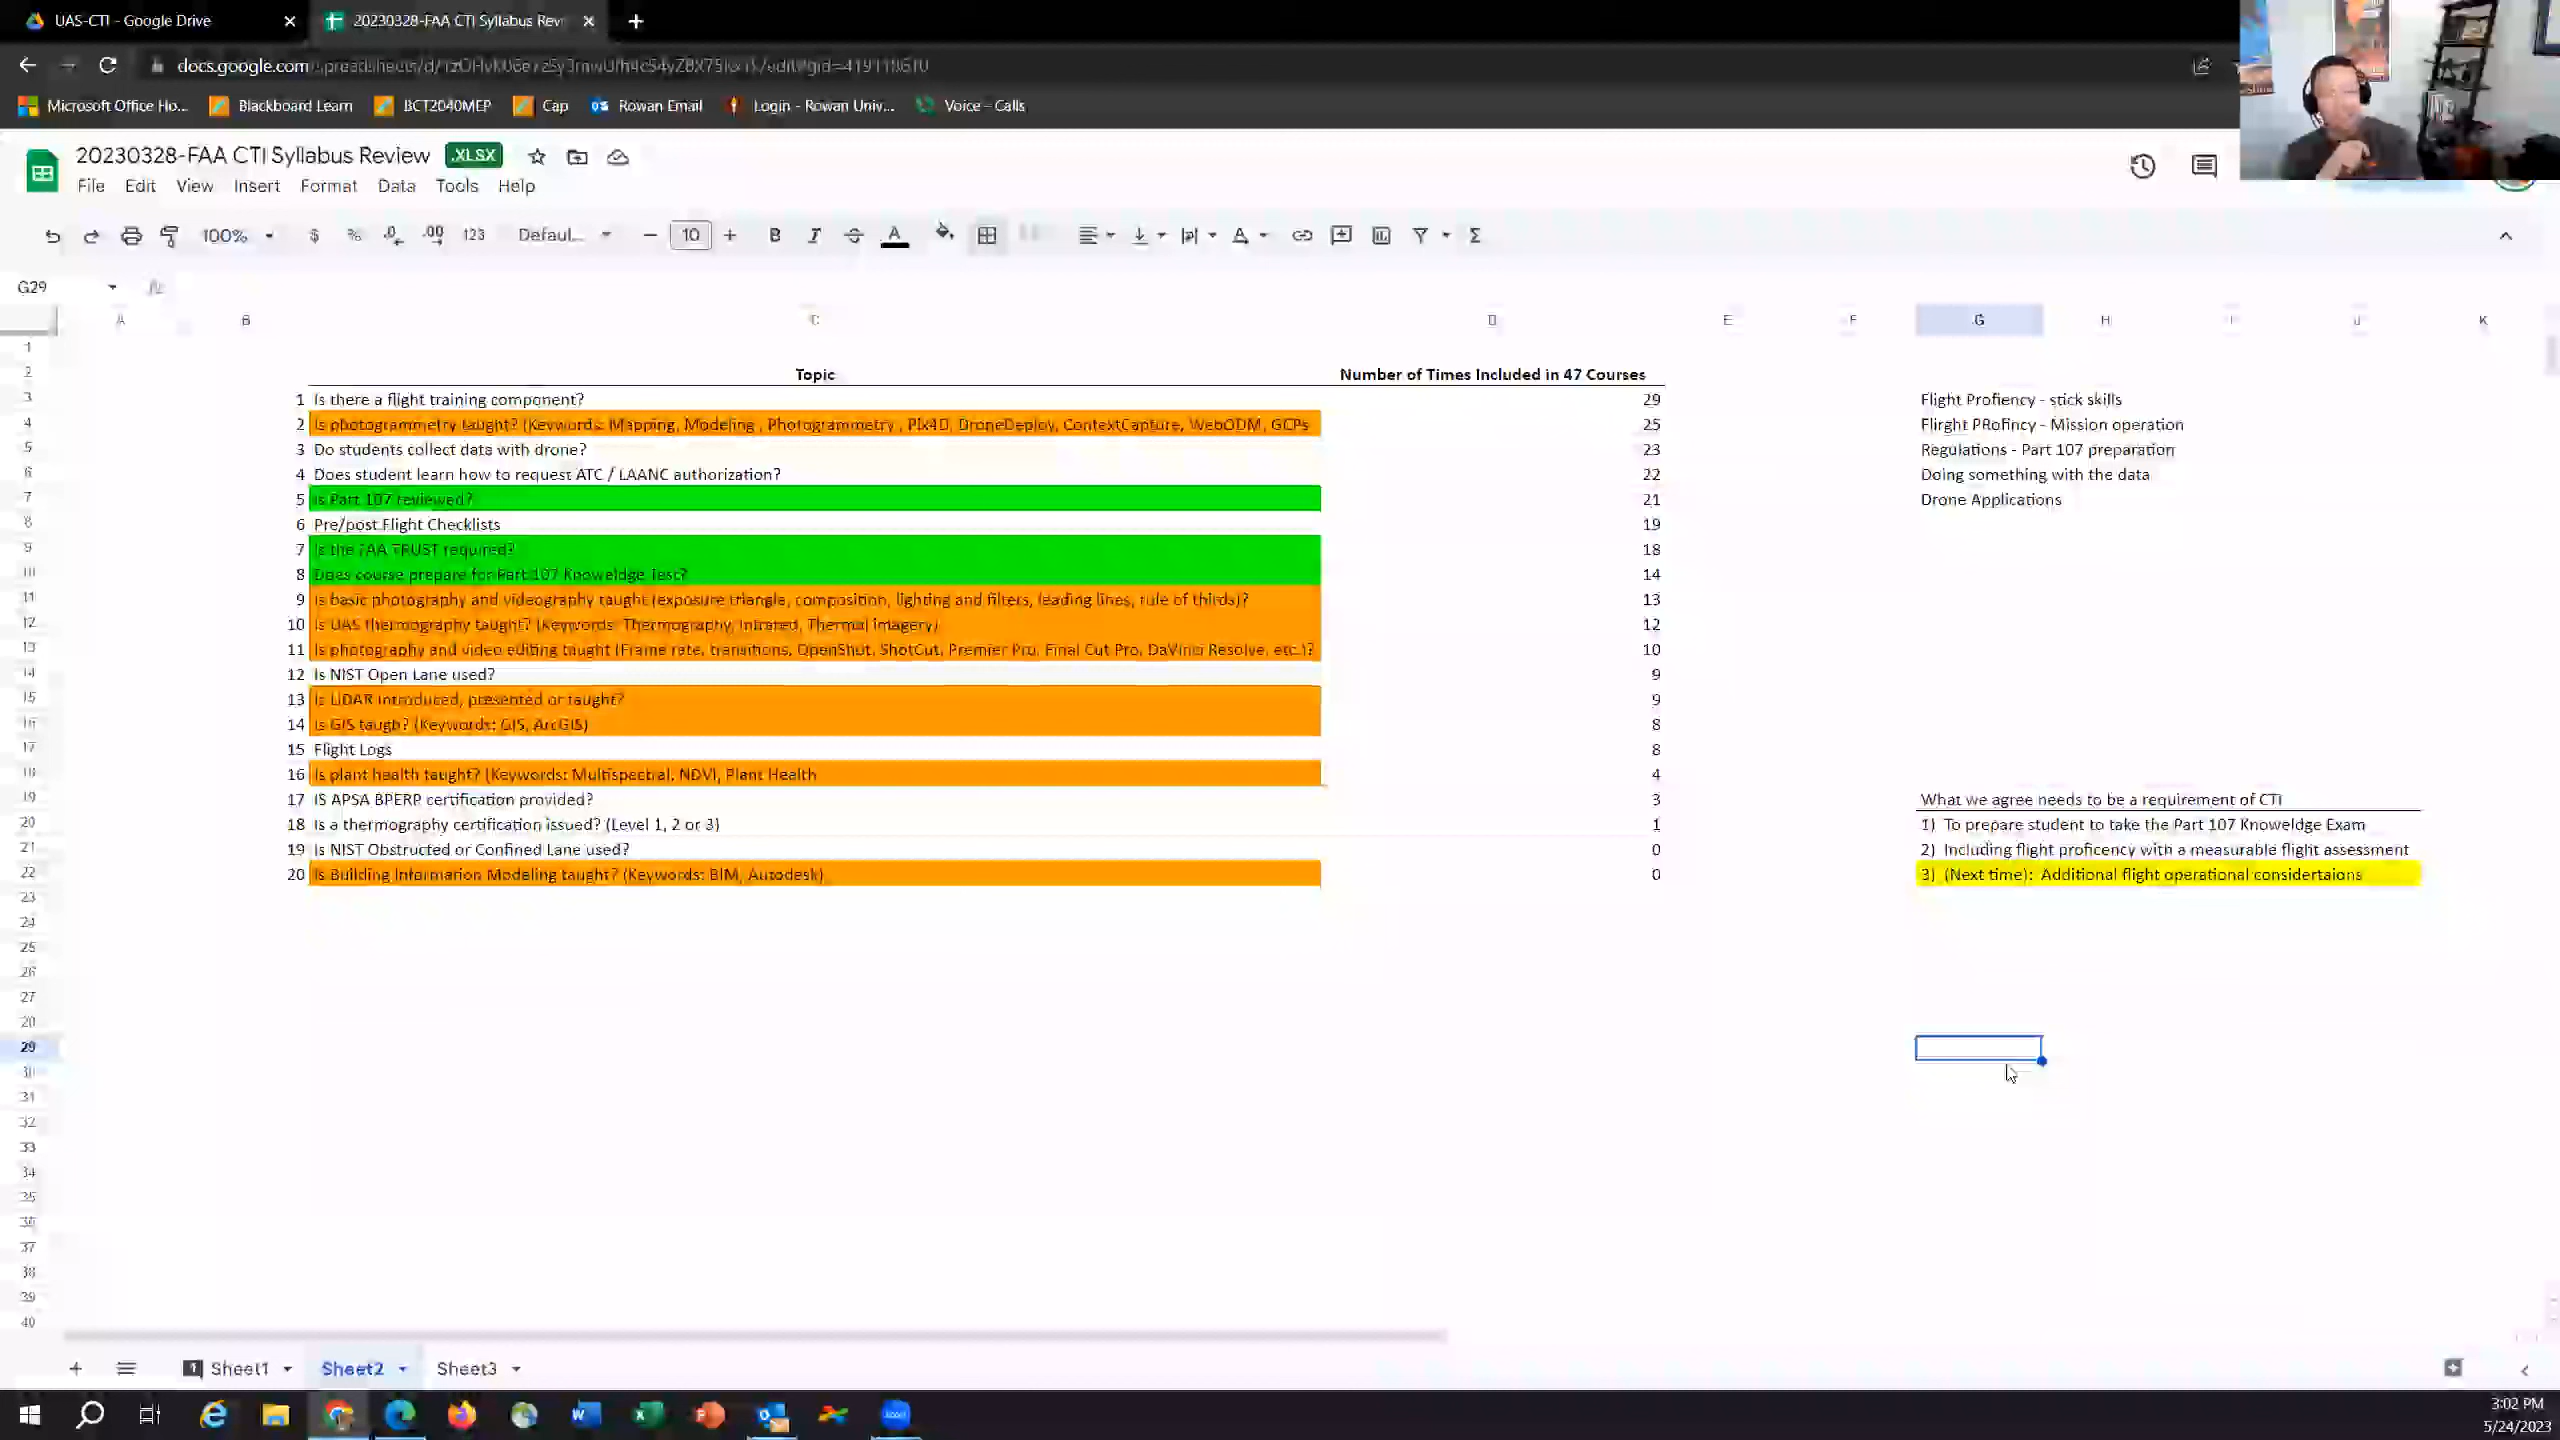 UAS-CTI - Google Drive
20230328-FAA CTI Syllabus Rev
docs.google.com
Microsoft Office Ho...
Blackboard Learn
BCT2040MEP
Cap
Rowan Email
Login - Rowan Univ...
Voice - Calls
20230328-FAA CTI Syllabus Review .XLSX
File Edit View Insert Format Data Tools Help
100% $ % .0 .00 123 Defaul... 10 B I A
G29
A B C D E F G H I J K
Topic Number of Times Included in 47 Courses
1 Is there a flight training component? 29 Flight Profiency - stick skills
2 Is photogrammetry taught? (Keywords: Mapping, Modeling , Photogrammetry , Pix4D, DroneDeploy, ContextCapture, WebODM, GCPs 25 Flirght PRofincy - Mission operation
3 Do students collect data with drone? 23 Regulations - Part 107 preparation
4 Does student learn how to request ATC / LAANC authorization? 22 Doing something with the data
5 Is Part 107 reviewed? 21 Drone Applications
6 Pre/post Flight Checklists 19
7 Is the FAA TRUST required? 18
8 Does course prepare for Part 107 Knoweldge Test? 14
9 Is basic photography and videography taught (exposure triangle, composition, lighting and filters, leading lines, rule of thirds)? 13
10 Is UAS thermography taught? (Keywords: Thermography, Infrared, Thermal imagery) 12
11 Is photography and video editing taught (Frame rate, transitions, OpenShot, ShotCut, Premier Pro, Final Cut Pro, DaVinci Resolve, etc.)? 10
12 Is NIST Open Lane used? 9
13 Is LiDAR introduced, presented or taught? 9
14 Is GIS taugh? (Keywords: GIS, ArcGIS) 8
15 Flight Logs 8
16 Is plant health taught? (Keywords: Multispectral, NDVI, Plant Health 4
17 IS APSA BPERP certification provided? 3 What we agree needs to be a requirement of CTI
18 Is a thermography certification issued? (Level 1, 2 or 3) 1 1) To prepare student to take the Part 107 Knoweldge Exam
19 Is NIST Obstructed or Confined Lane used? 0 2) Including flight proficency with a measurable flight assessment
20 Is Building Information Modeling taught? (Keywords: BIM, Autodesk) 0 3) (Next time): Additional flight operational considertaions
Sheet1 Sheet2 Sheet3
3:02 PM
5/24/2023